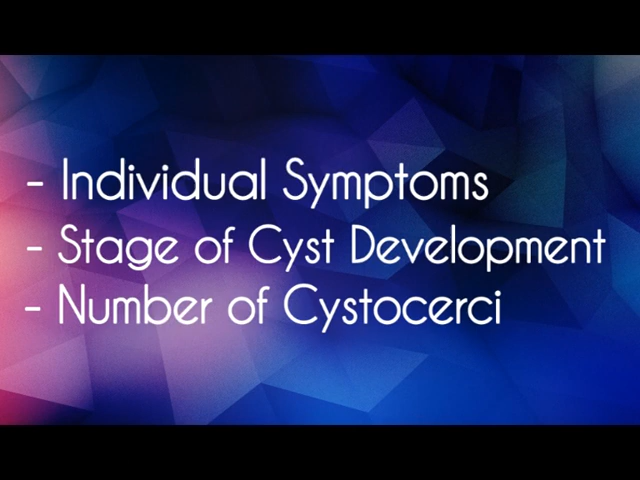 - Individual Symptoms
- Stage of Cyst Development
- Number of Cystocerci